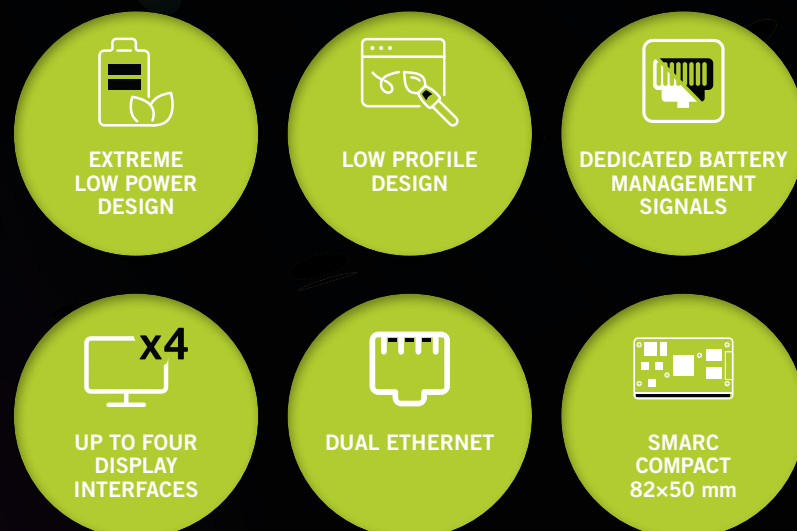 EXTREME
LOW POWER
DESIGN
LOW PROFILE
DESIGN
DEDICATED BATTERY
MANAGEMENT
SIGNALS
x4
UP TO FOUR
DISPLAY
INTERFACES
DUAL ETHERNET
SMARC
COMPACT
82×50 mm